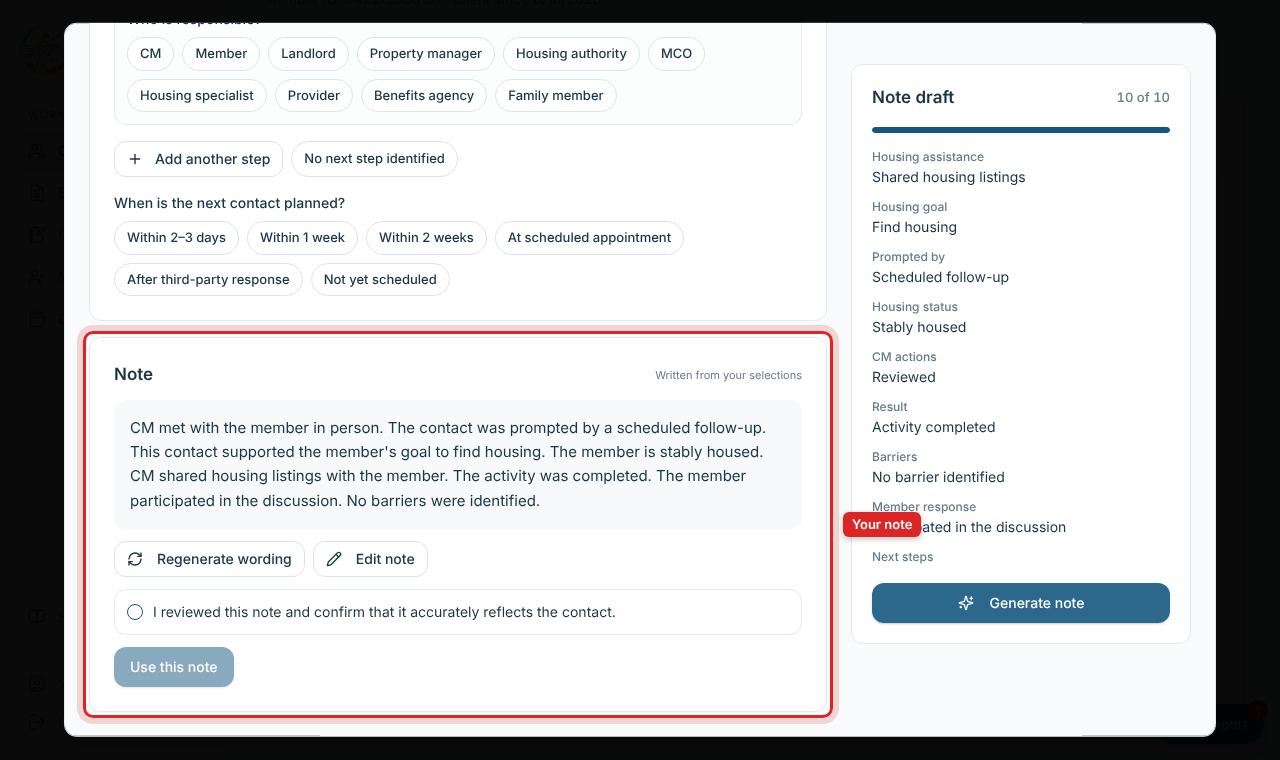 CM
Member
Landlord
Property manager
Housing authority
MCO
Housing specialist
Provider
Benefits agency
Family member
Add another step
No next step identified
When is the next contact planned?
Within 2–3 days
Within 1 week
Within 2 weeks
At scheduled appointment
After third-party response
Not yet scheduled
Note
Written from your selections
CM met with the member in person. The contact was prompted by a scheduled follow-up.
This contact supported the member's goal to find housing. The member is stably housed.
CM shared housing listings with the member. The activity was completed. The member
participated in the discussion. No barriers were identified.
Regenerate wording
Edit note
I reviewed this note and confirm that it accurately reflects the contact.
Use this note
Note draft
10 of 10
Housing assistance
Shared housing listings
Housing goal
Find housing
Prompted by
Scheduled follow-up
Housing status
Stably housed
CM actions
Reviewed
Result
Activity completed
Barriers
No barrier identified
Member response
Your note
in the discussion
Next steps
Generate note